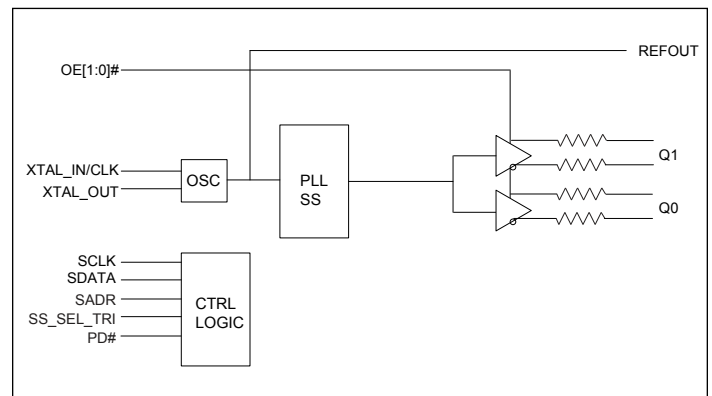 REFOUT
OE[1:0]#
XTAL_IN/CLK
XTAL_OUT
OSC
PLL
SS
Q1
Q0
SCLK
SDATA
SADR
SS_SEL_TRI
PD#
CTRL
LOGIC